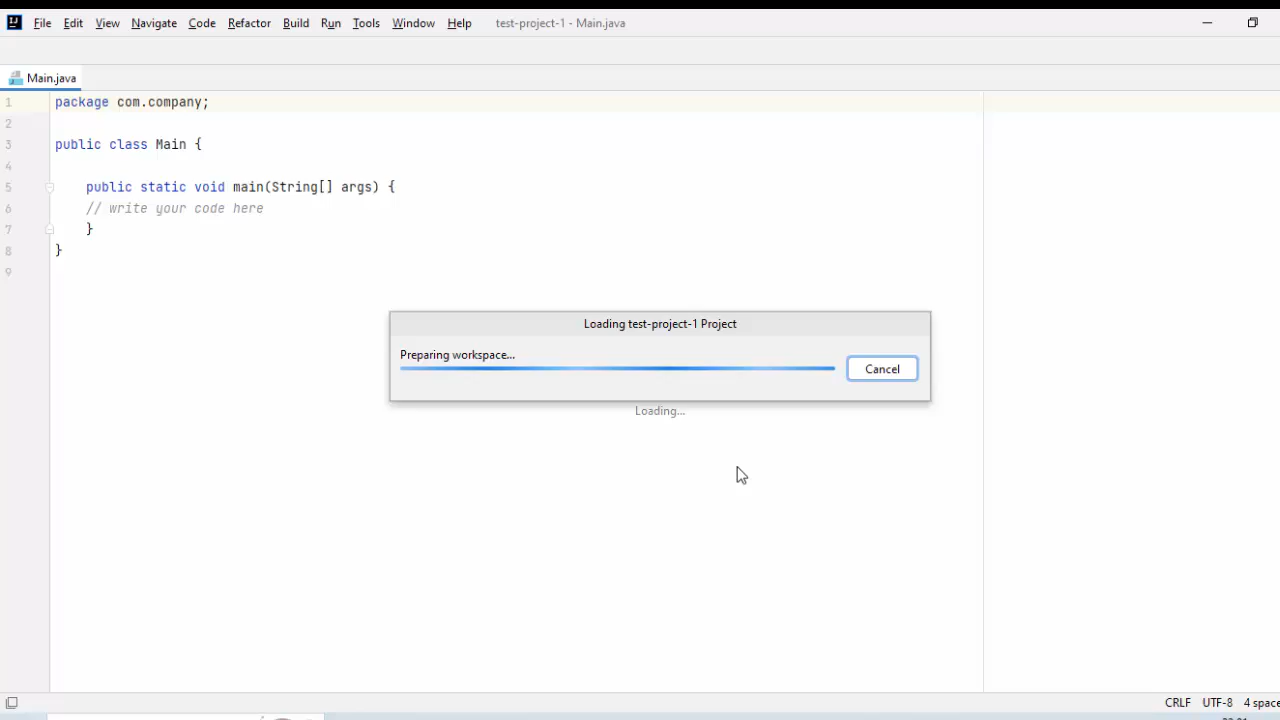 File Edit View Navigate Code Refactor Build Run Tools Window Help test-project-1 - Main.java
Main.java
1 package com.company;
2
3 public class Main {
4
5 public static void main(String[] args) {
6 // write your code here
7 }
8 }
9
Loading test-project-1 Project
Preparing workspace...
Cancel
Loading...
CRLF UTF-8 4 space